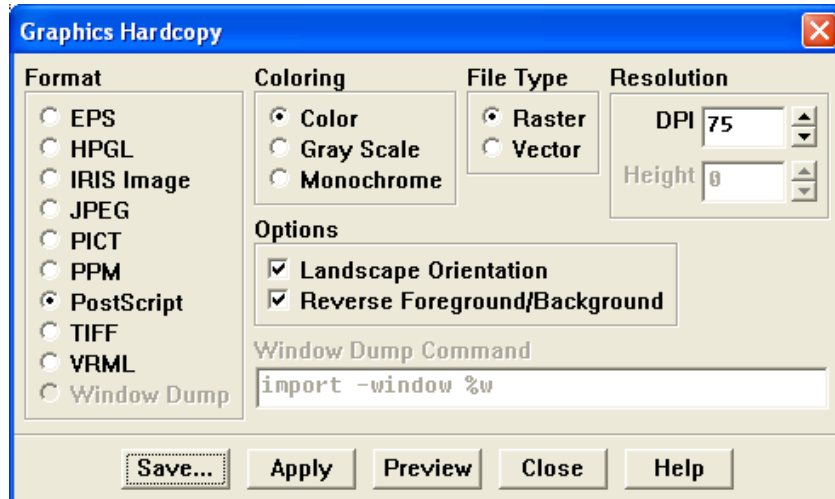 Graphics Hardcopy
Format
EPS
HPGL
IRIS Image
JPEG
PICT
PPM
PostScript
TIFF
VRML
Window Dump
Coloring
Color
Gray Scale
Monochrome
File Type
Raster
Vector
Resolution
DPI 75
Height 0
Options
Landscape Orientation
Reverse Foreground/Background
Window Dump Command
import -window %w
Save... Apply Preview Close Help